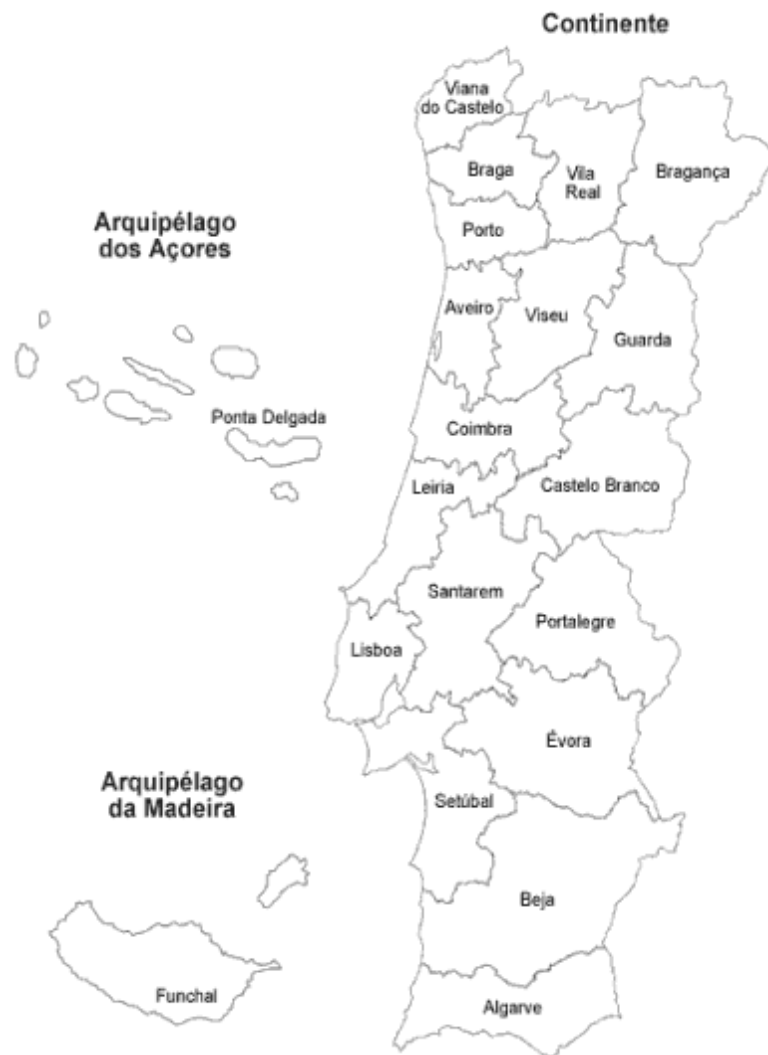 Continente
Viana
do Castelo
Braga
Vila
Real
Bragança
Porto
Arquipélago
dos Açores
Aveiro
Viseu
Guarda
Ponta Delgada
Coimbra
Leiria
Castelo Branco
Santarem
Portalegre
Lisboa
Évora
Arquipélago
da Madeira
Setúbal
Beja
Funchal
Algarve